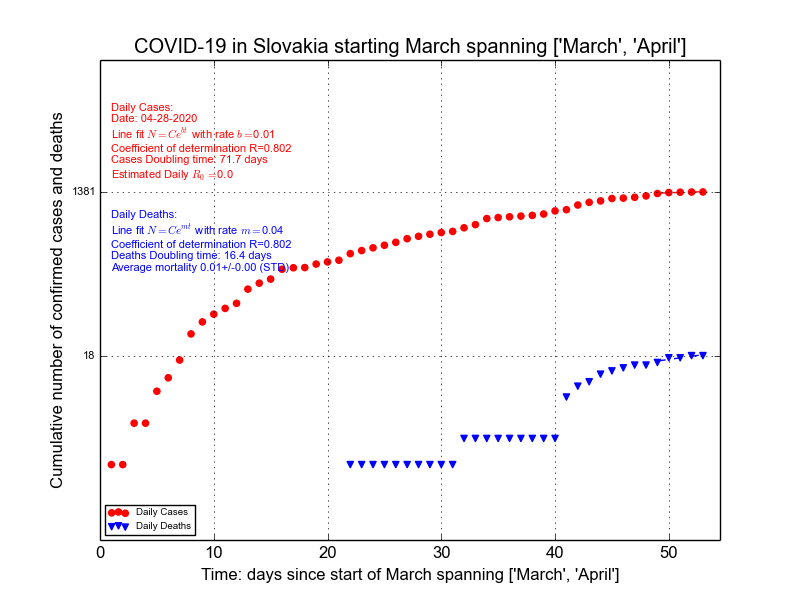 COVID-19 in Slovakia starting March spanning ['March', 'April']
Daily Cases:
Date: 04-28-2020
Line fit N = Ce^{bt} with rate b =0.01
Coefficient of determination R=0.802
Cases Doubling time: 71.7 days
Estimated Daily R_0 =0.0
1381
Daily Deaths:
Line fit N = Ce^{mt} with rate m =0.04
Coefficient of determination R=0.802
Deaths Doubling time: 16.4 days
Average mortality 0.01+/-0.00 (STD)
18
Cumulative number of confirmed cases and deaths
Daily Cases
Daily Deaths
0 10 20 30 40 50
Time: days since start of March spanning ['March', 'April']